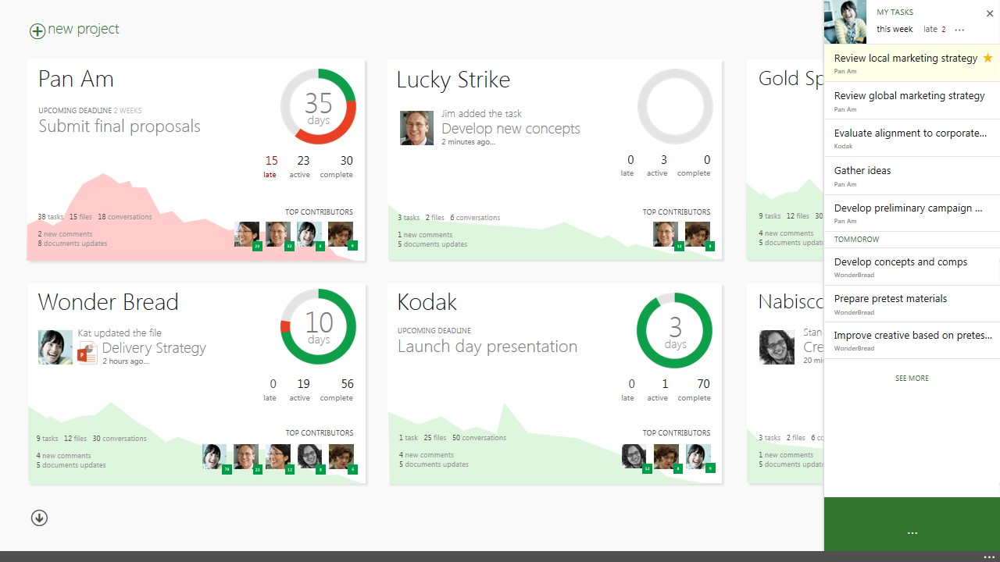 new project
Pan Am
UPCOMING DEADLINE 2 WEEKS
Submit final proposals
35
days
15 23 30
late active complete
38 tasks 15 files 18 conversations
2 new comments
8 documents updates
TOP CONTRIBUTORS
23 12 8 6
Lucky Strike
Jim added the task
Develop new concepts
2 minutes ago...
0 3 0
late active complete
3 tasks 2 files 6 conversations
1 new comments
5 documents updates
TOP CONTRIBUTORS
12 8
Gold Sp
9 tasks 12 files 30
4 new comments
5 documents updates
Wonder Bread
Kat updated the file
Delivery Strategy
2 hours ago...
10
days
0 19 56
late active complete
9 tasks 12 files 30 conversations
4 new comments
5 documents updates
TOP CONTRIBUTORS
78 23 12 8 6
Kodak
UPCOMING DEADLINE
Launch day presentation
3
days
0 1 70
late active complete
1 task 25 files 50 conversations
4 new comments
5 documents updates
TOP CONTRIBUTORS
12 8 6
Nabisco
Stan
Cre
20 mi
3 tasks 2 files 6 co
1 new comments
5 documents updates
MY TASKS
this week late 2 ...
Review local marketing strategy
Pan Am
Review global marketing strategy
Pan Am
Evaluate alignment to corporate...
Kodak
Gather ideas
Pan Am
Develop preliminary campaign ...
Pan Am
TOMMOROW
Develop concepts and comps
WonderBread
Prepare pretest materials
WonderBread
Improve creative based on pretes...
WonderBread
SEE MORE
...
...